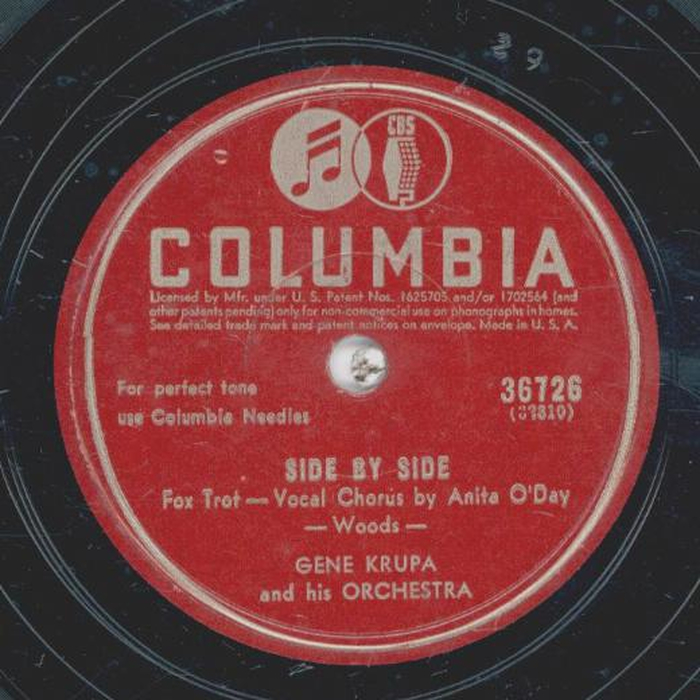 CBS
COLUMBIA
Licensed by Mfr. under U. S. Patent Nos. 1625705 and/or 1702564 (and
other patents pending) only for non-commercial use on phonographs in homes.
See detailed trade mark and patent notices on envelope. Made in U. S. A.
For perfect tone
use Columbia Needles
36726
SIDE BY SIDE
Fox Trot — Vocal Chorus by Anita O'Day
— Woods —
GENE KRUPA
and his ORCHESTRA